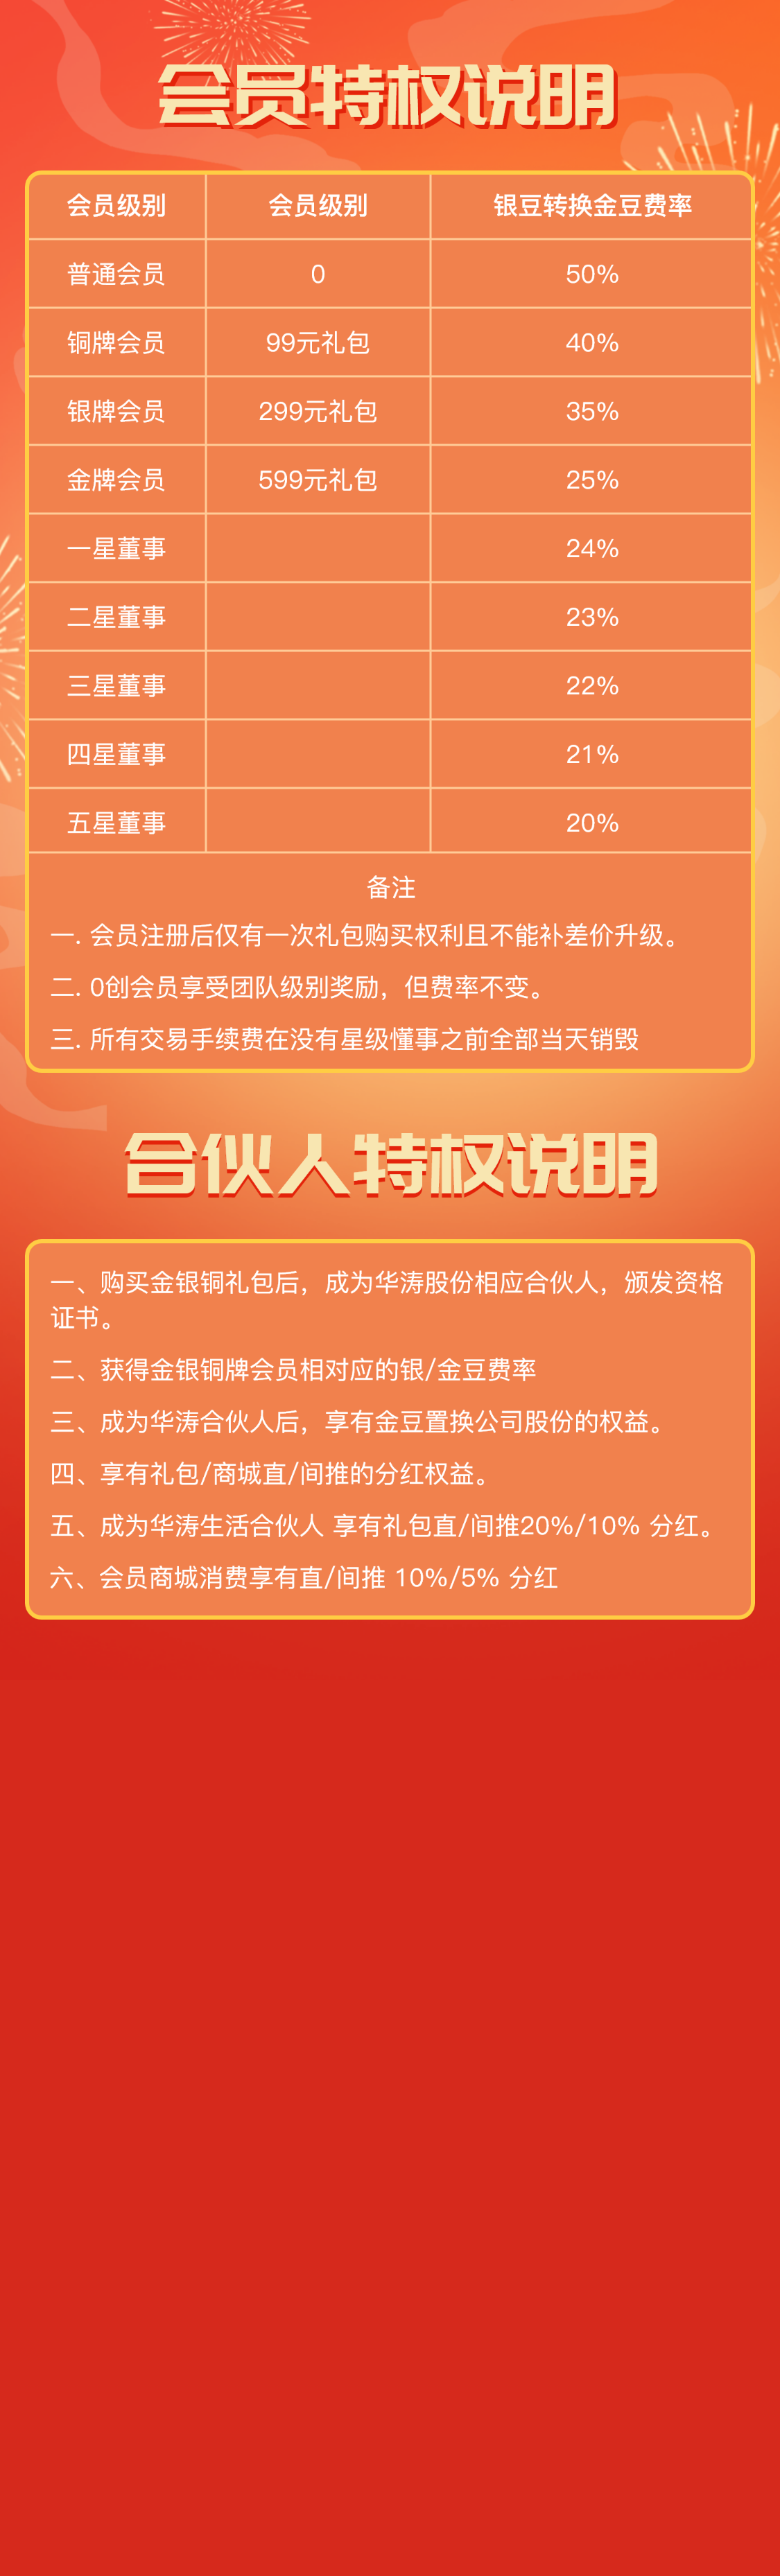 会员特权说明
会员级别 会员级别 银豆转换金豆费率
普通会员 0 50%
铜牌会员 99元礼包 40%
银牌会员 299元礼包 35%
金牌会员 599元礼包 25%
一星董事 24%
二星董事 23%
三星董事 22%
四星董事 21%
五星董事 20%
备注
一. 会员注册后仅有一次礼包购买权利且不能补差价升级。
二. 0创会员享受团队级别奖励，但费率不变。
三. 所有交易手续费在没有星级懂事之前全部当天销毁
合伙人特权说明
一、购买金银铜礼包后，成为华涛股份相应合伙人，颁发资格
证书。
二、获得金银铜牌会员相对应的银/金豆费率
三、成为华涛合伙人后，享有金豆置换公司股份的权益。
四、享有礼包/商城直/间推的分红权益。
五、成为华涛生活合伙人 享有礼包直/间推20%/10% 分红。
六、会员商城消费享有直/间推 10%/5% 分红